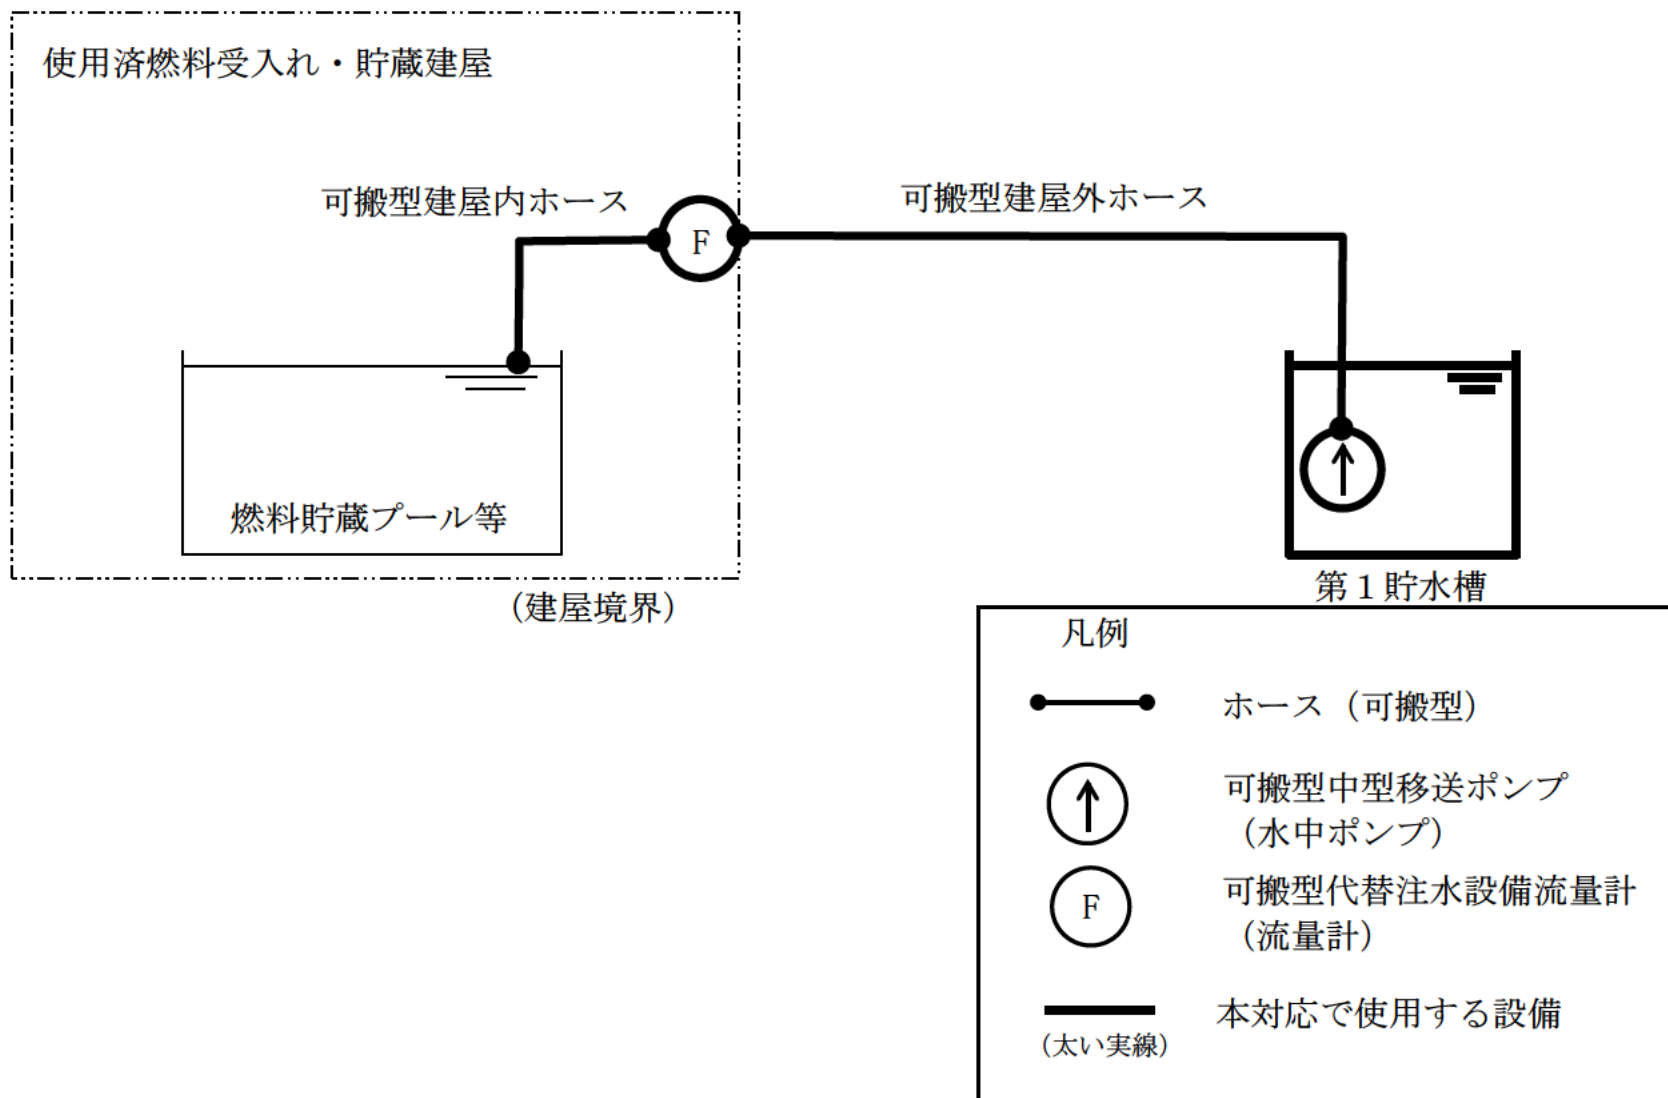 使用済燃料受入れ・貯蔵建屋
可搬型建屋内ホース
可搬型建屋外ホース
F
燃料貯蔵プール等
（建屋境界）
第１貯水槽
凡例
ホース（可搬型）
可搬型中型移送ポンプ
（水中ポンプ）
F
可搬型代替注水設備流量計
（流量計）
本対応で使用する設備
（太い実線）